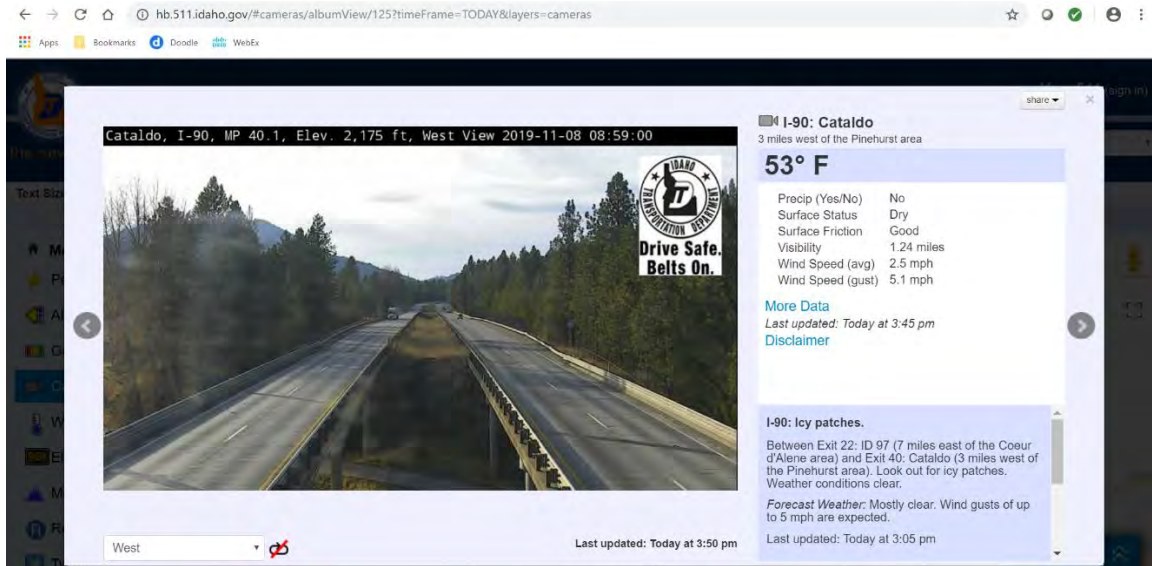 hb.511.idaho.gov/#cameras/albumView/125?timeFrame=TODAY&layers=cameras
Apps Bookmarks Doodle WebEx
(sign in)
share
Text Size
Cataldo, I-90, MP 40.1, Elev. 2,175 ft, West View 2019-11-08 08:59:00
IDAHO
TRANSPORTATION DEPARTMENT
Drive Safe.
Belts On.
I-90: Cataldo
3 miles west of the Pinehurst area
53° F
Precip (Yes/No) No
Surface Status Dry
Surface Friction Good
Visibility 1.24 miles
Wind Speed (avg) 2.5 mph
Wind Speed (gust) 5.1 mph
More Data
Last updated: Today at 3:45 pm
Disclaimer
I-90: Icy patches.
Between Exit 22: ID 97 (7 miles east of the Coeur
d'Alene area) and Exit 40: Cataldo (3 miles west of
the Pinehurst area). Look out for icy patches.
Weather conditions
clear.
Forecast Weather: Mostly clear. Wind gusts of up
to 5 mph are expected.
Last updated: Today at 3:05 pm
West
Last updated: Today at 3:50 pm